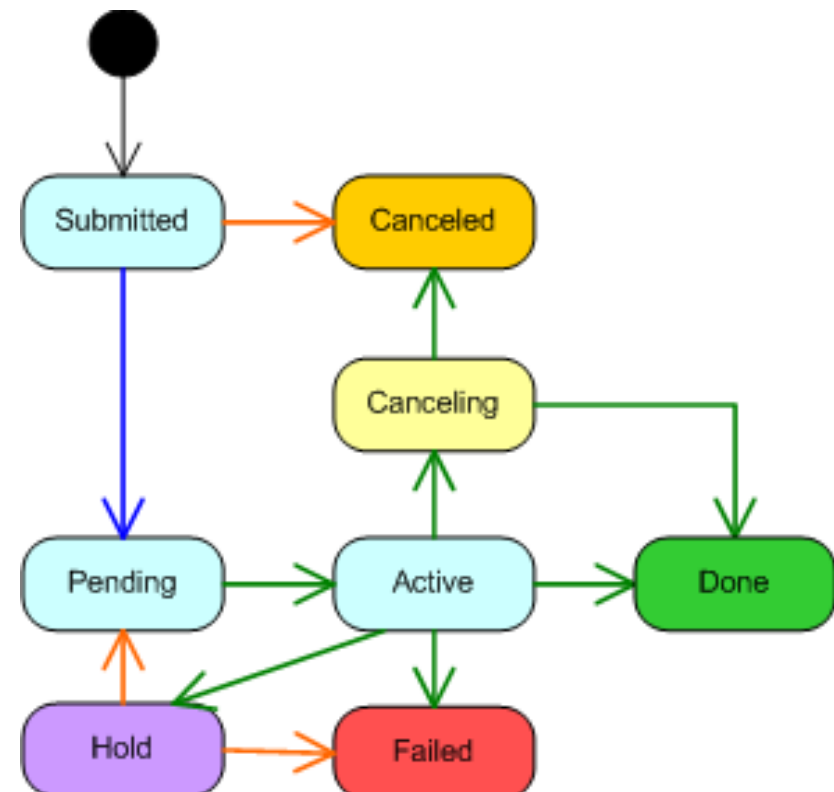 Submitted
Canceled
Canceling
Pending
Active
Done
Hold
Failed